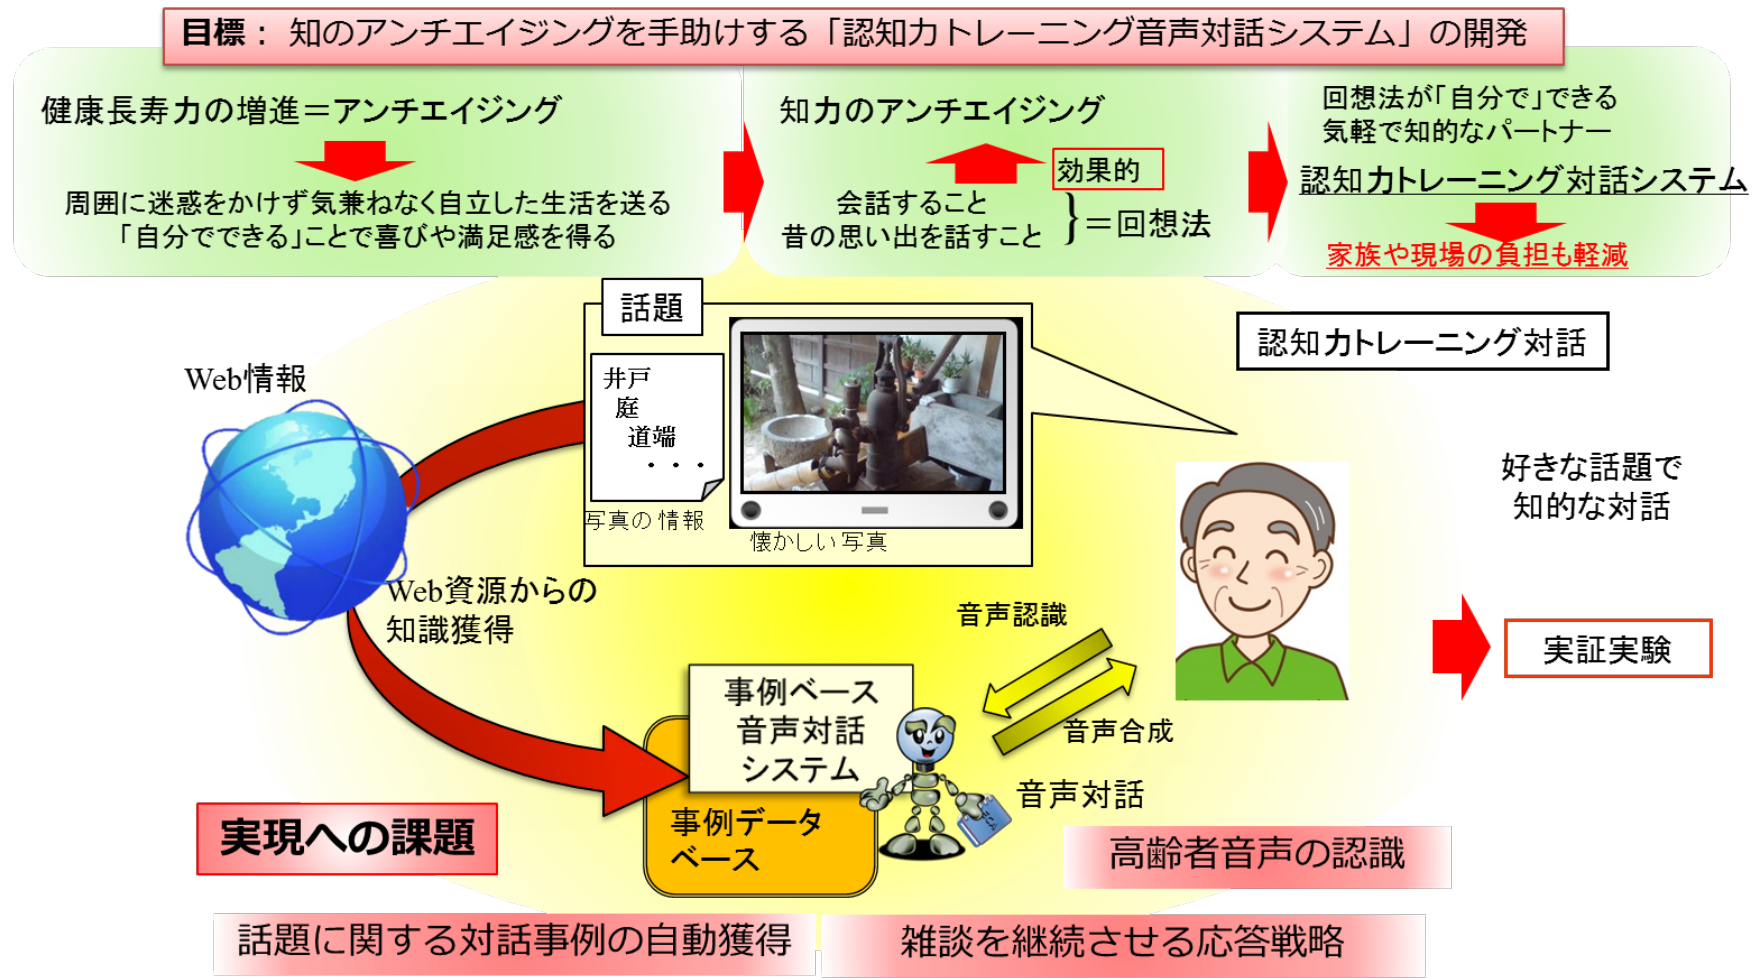 目標： 知のアンチエイジングを手助けする「認知力トレーニング音声対話システム」の開発
健康長寿力の増進＝アンチエイジング
周囲に迷惑をかけず気兼ねなく自立した生活を送る
「自分でできる」ことで喜びや満足感を得る
知力のアンチエイジング
効果的
会話すること
昔の思い出を話すこと
}＝回想法
回想法が「自分で」できる
気軽で知的なパートナー
認知力トレーニング対話システム
家族や現場の負担も軽減
話題
認知力トレーニング対話
Web情報
井戸
庭
道端
・・・
写真の情報
懐かしい写真
好きな話題で
知的な対話
Web資源からの
知識獲得
音声認識
実証実験
事例ベース
音声対話
システム
音声合成
音声対話
事例データ
ベース
実現への課題
高齢者音声の認識
話題に関する対話事例の自動獲得
雑談を継続させる応答戦略